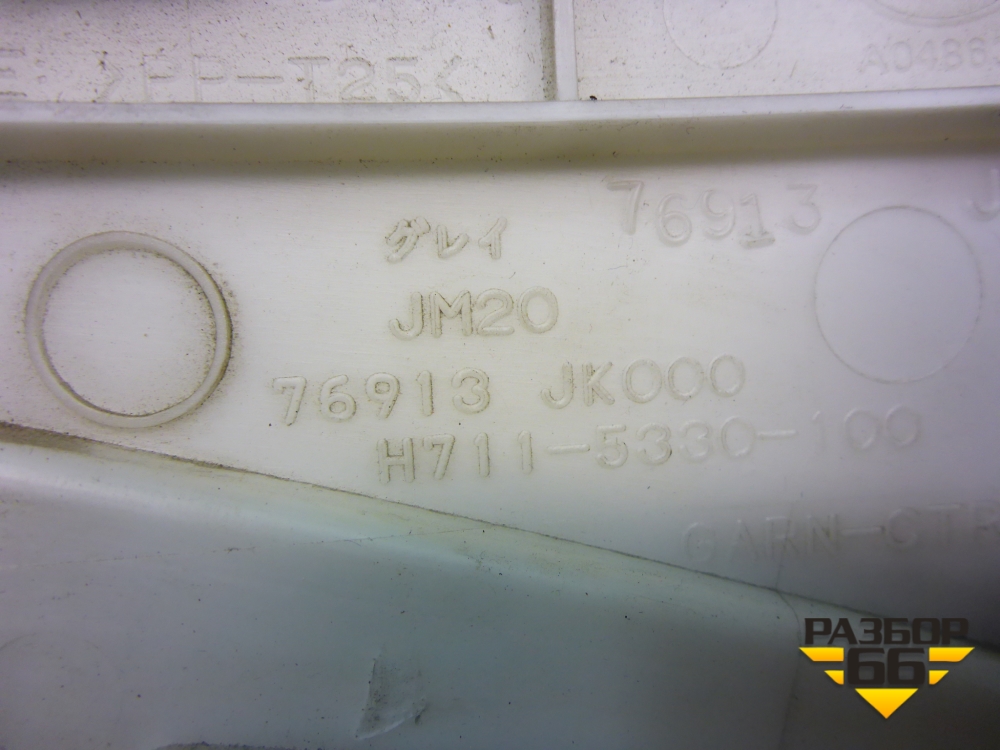 >PP-T25<
76913
グレイ
JM20
76913 JK000
H711-5330-100
GARN-CTR
РАЗБОР
66